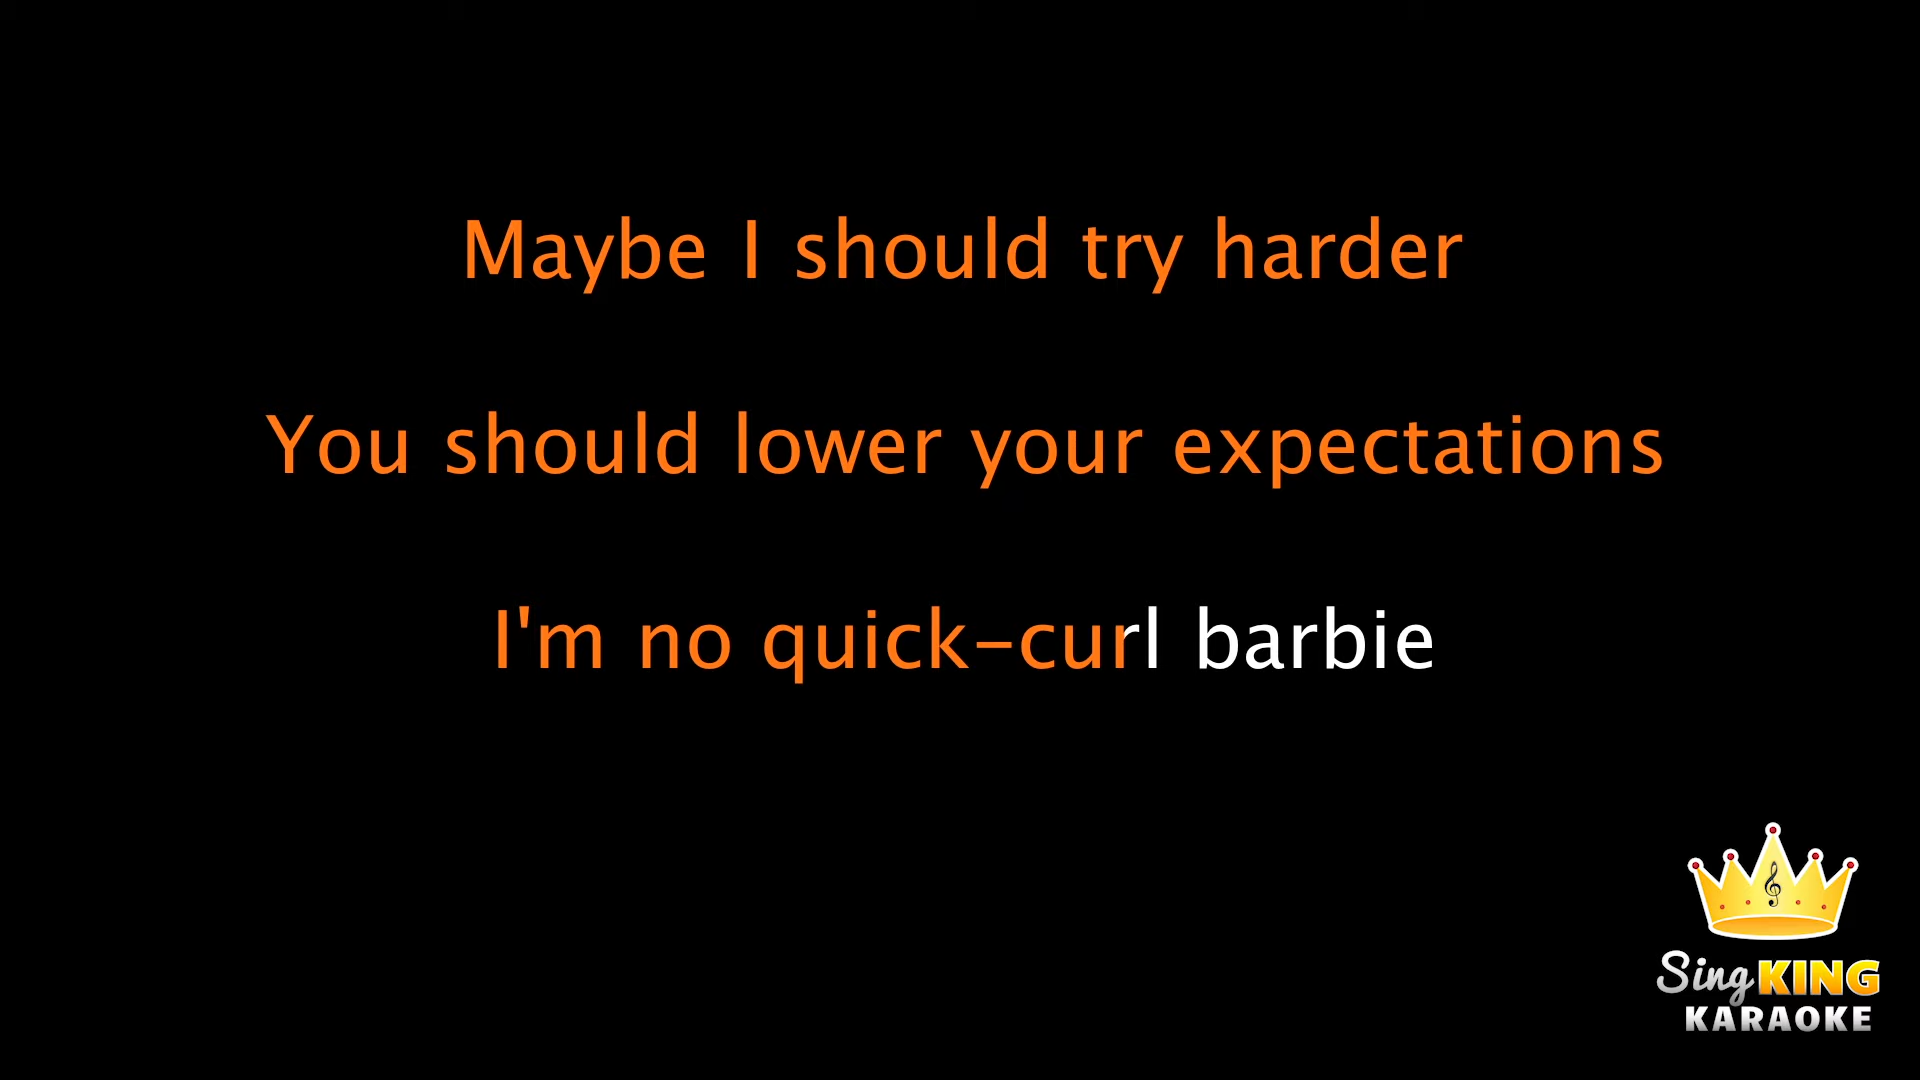 Maybe I should try harder
You should lower your expectations
I'm no quick-curl barbie
Sing KING
KARAOKE